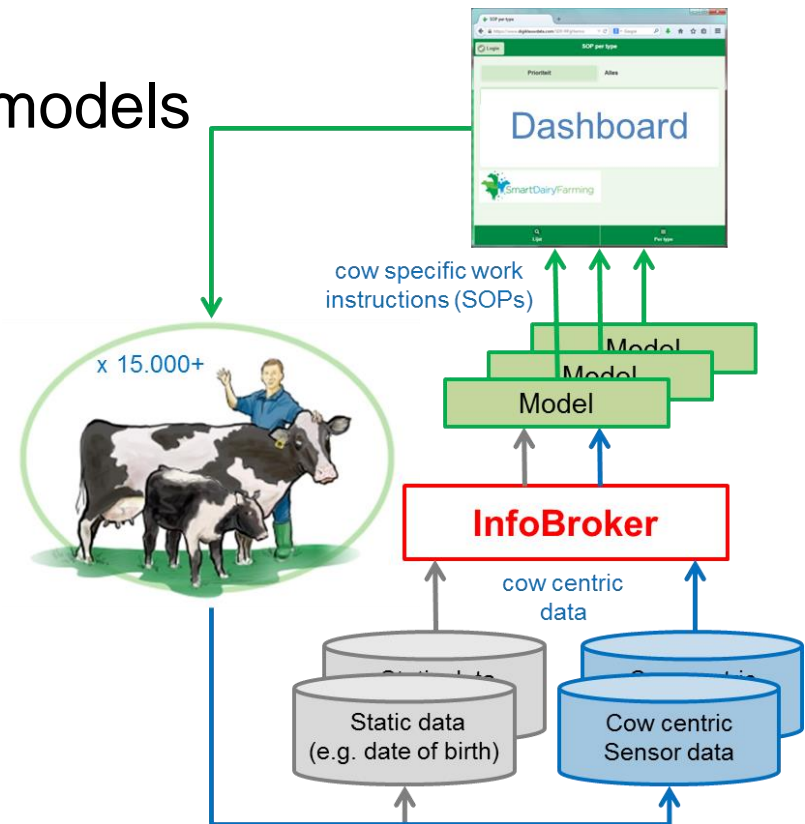 models
SOP per type
Login
SOP per type
Prioriteit
Alles
Dashboard
SmartDairyFarming
Lijst
Per type
cow specific work
instructions (SOPs)
x 15.000+
Model
Model
Model
InfoBroker
cow centric
data
Static data
(e.g. date of birth)
Cow centric
Sensor data